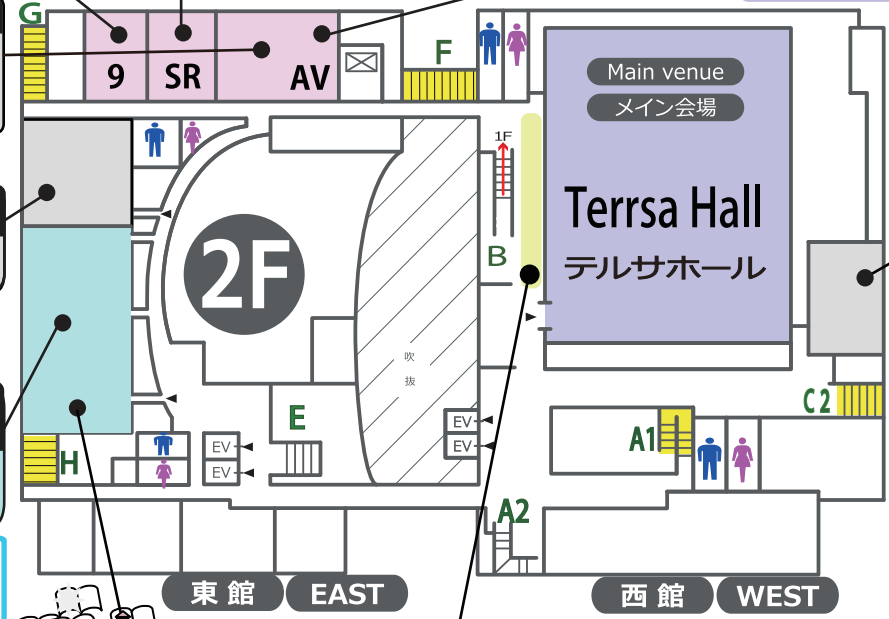 G
F
9 SR AV
Main venue
メイン会場
1F
Terrsa Hall
テルサホール
B
2F
吹
抜
C2
E
EV
EV
EV
EV
A1
H
A2
東館 EAST
西館 WEST